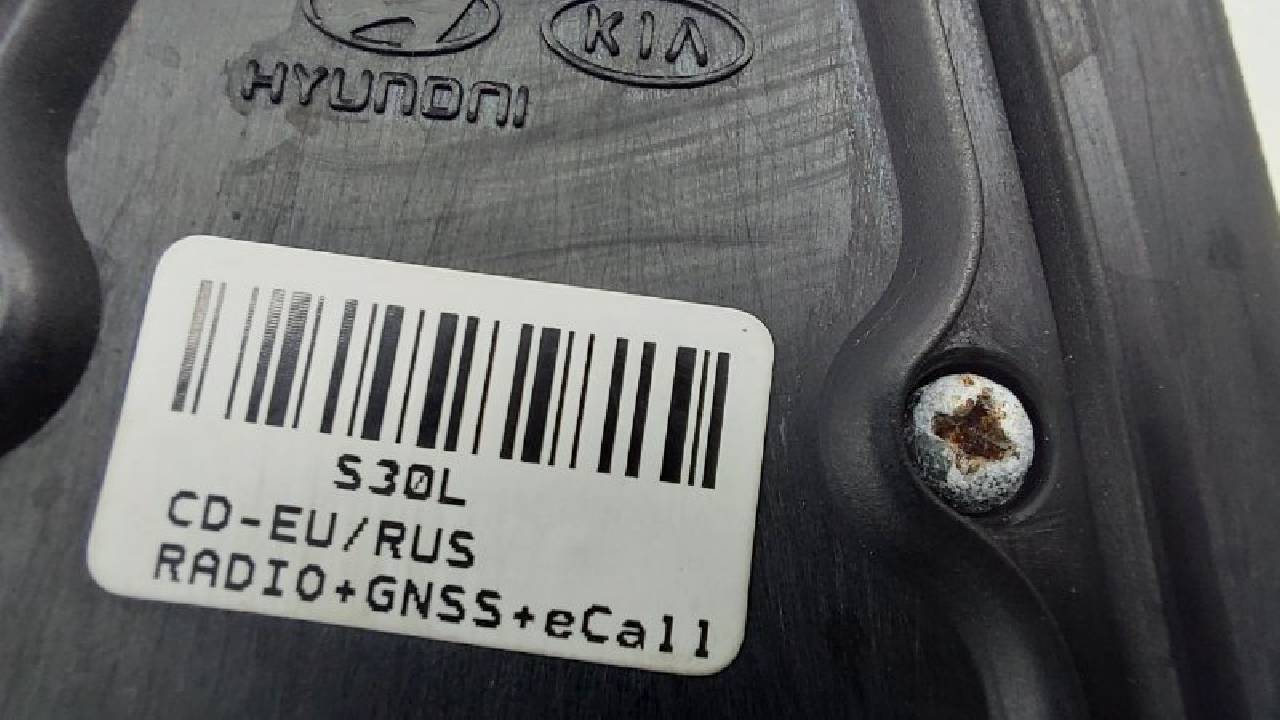 KIA
HYUNDAI
S30L
CD-EU/RUS
RADIO+GNSS+eCall